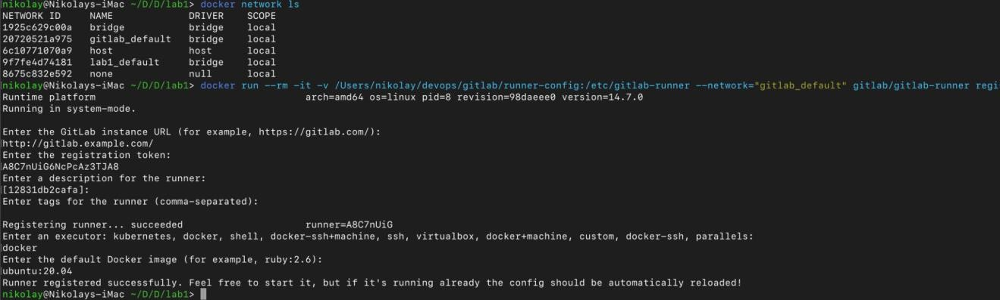 nikolay@Nikolays-iMac ~/D/D/lab1> docker network ls
NETWORK ID     NAME             DRIVER    SCOPE
1925c629c00a   bridge           bridge    local
20720521a975   gitlab_default   bridge    local
6c10771070a9   host             host      local
9f7fe4d74181   lab1_default     bridge    local
8675c832e592   none             null      local
nikolay@Nikolays-iMac ~/D/D/lab1> docker run --rm -it -v /Users/nikolay/devops/gitlab/runner-config:/etc/gitlab-runner --network="gitlab_default" gitlab/gitlab-runner regi
Runtime platform                                    arch=amd64 os=linux pid=8 revision=98daeee0 version=14.7.0
Running in system-mode.
Enter the GitLab instance URL (for example, https://gitlab.com/):
http://gitlab.example.com/
Enter the registration token:
A8C7nUiG6NcPcAz3TJA8
Enter a description for the runner:
[12831db2cafa]:
Enter tags for the runner (comma-separated):
Registering runner... succeeded                     runner=A8C7nUiG
Enter an executor: kubernetes, docker, shell, docker-ssh+machine, ssh, virtualbox, docker+machine, custom, docker-ssh, parallels:
docker
Enter the default Docker image (for example, ruby:2.6):
ubuntu:20.04
Runner registered successfully. Feel free to start it, but if it's running already the config should be automatically reloaded!
nikolay@Nikolays-iMac ~/D/D/lab1>